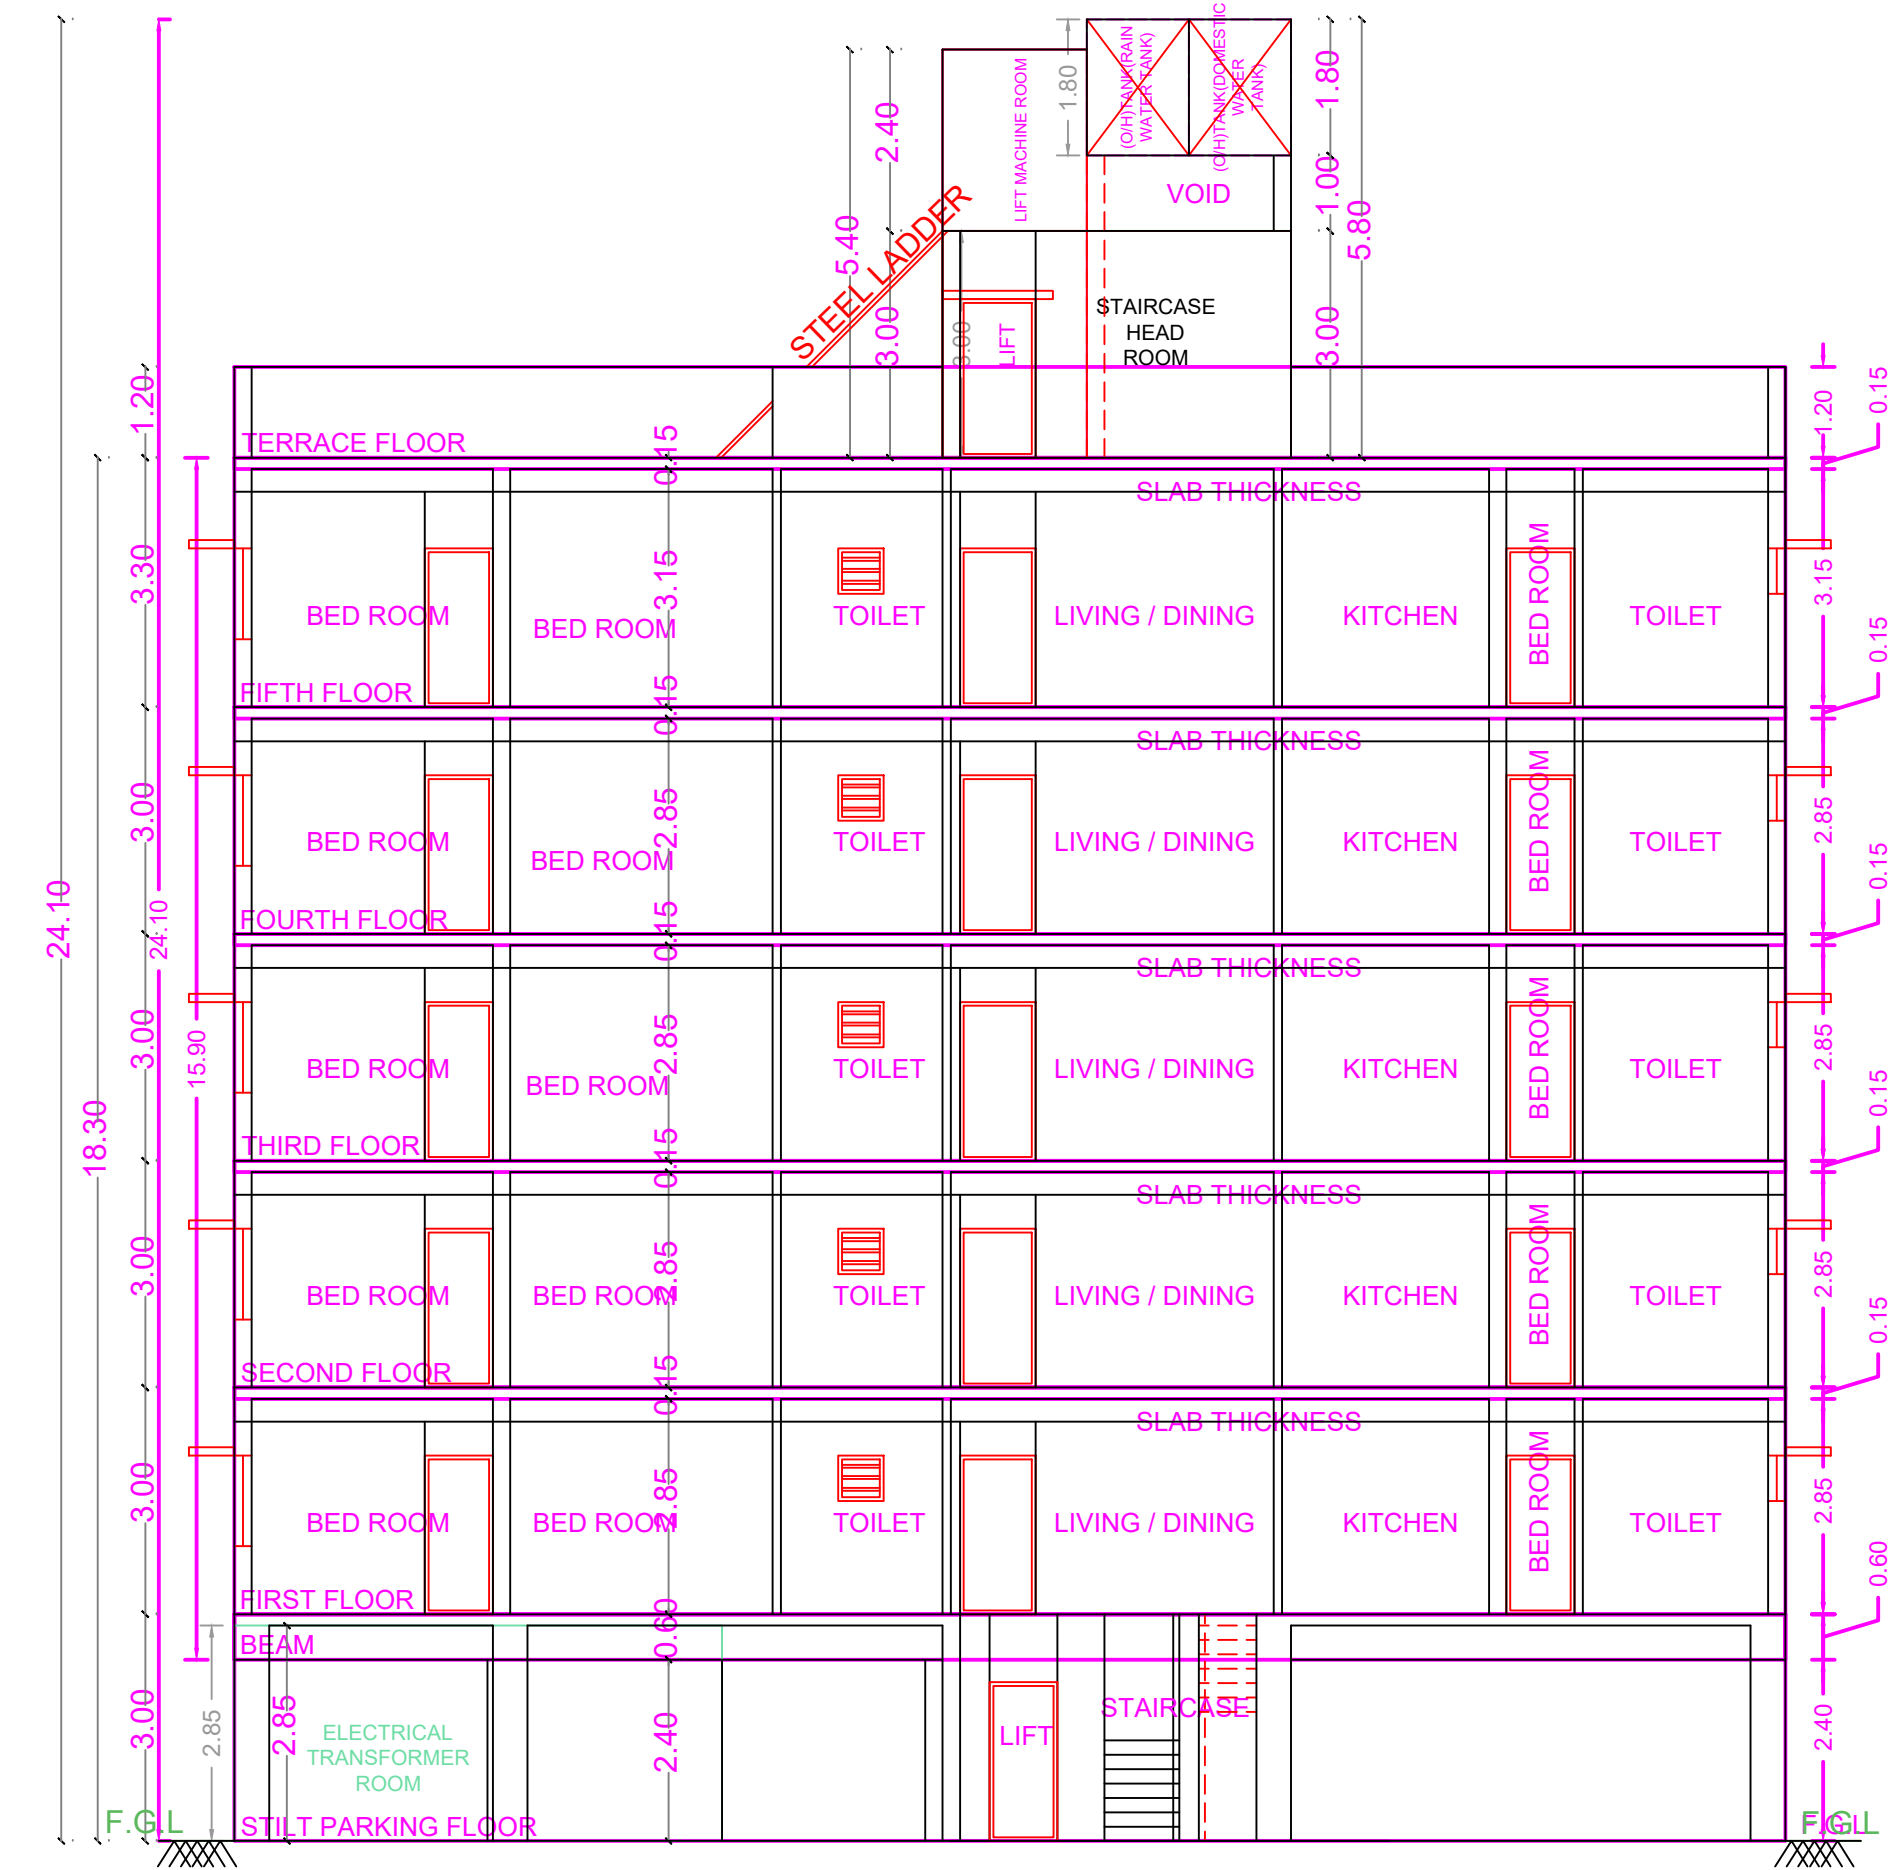 (O/H)TANK(RAIN
WATER TANK)
(O/H)TANK(DOMESTIC
WATER
TANK)
1.80
1.80
LIFT MACHINE ROOM
2.40
VOID
1.00
5.80
5.40
STEEL LADDER
3.00
3.00
LIFT
STAIRCASE
HEAD
ROOM
3.00
1.20
1.20
0.15
TERRACE FLOOR
0.15
SLAB THICKNESS
3.30
3.15
3.15
BED ROOM
BED ROOM
TOILET
LIVING / DINING
KITCHEN
BED ROOM
TOILET
0.15
FIFTH FLOOR
0.15
SLAB THICKNESS
3.00
2.85
2.85
BED ROOM
BED ROOM
TOILET
LIVING / DINING
KITCHEN
BED ROOM
TOILET
0.15
FOURTH FLOOR
0.15
24.10
24.10
SLAB THICKNESS
3.00
15.90
2.85
2.85
BED ROOM
BED ROOM
TOILET
LIVING / DINING
KITCHEN
BED ROOM
TOILET
0.15
18.30
THIRD FLOOR
0.15
SLAB THICKNESS
3.00
2.85
2.85
BED ROOM
BED ROOM
TOILET
LIVING / DINING
KITCHEN
BED ROOM
TOILET
0.15
SECOND FLOOR
0.15
SLAB THICKNESS
3.00
2.85
2.85
BED ROOM
BED ROOM
TOILET
LIVING / DINING
KITCHEN
BED ROOM
TOILET
0.60
FIRST FLOOR
0.60
BEAM
3.00
2.85
2.85
ELECTRICAL
TRANSFORMER
ROOM
2.40
LIFT
STAIRCASE
2.40
F.G.L
STILT PARKING FLOOR
F.G.L
F.G.L